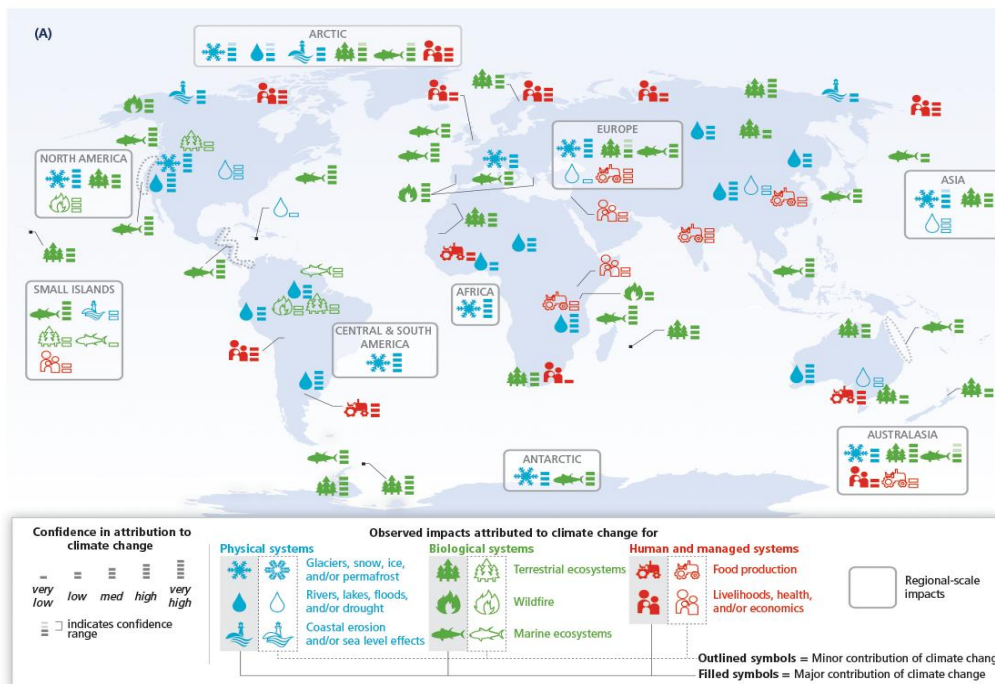 (A)
ARCTIC
NORTH AMERICA
EUROPE
ASIA
SMALL ISLANDS
AFRICA
CENTRAL & SOUTH
AMERICA
ANTARCTIC
AUSTRALASIA
Confidence in attribution to
climate change
very
low
low
med
high
very
high
indicates confidence
range
Observed impacts attributed to climate change for
Physical systems
Glaciers, snow, ice,
and/or permafrost
Rivers, lakes, floods,
and/or drought
Coastal erosion
and/or sea level effects
Biological systems
Terrestrial ecosystems
Wildfire
Marine ecosystems
Human and managed systems
Food production
Livelihoods, health,
and/or economics
Regional-scale
impacts
Outlined symbols = Minor contribution of climate chang
Filled symbols = Major contribution of climate change